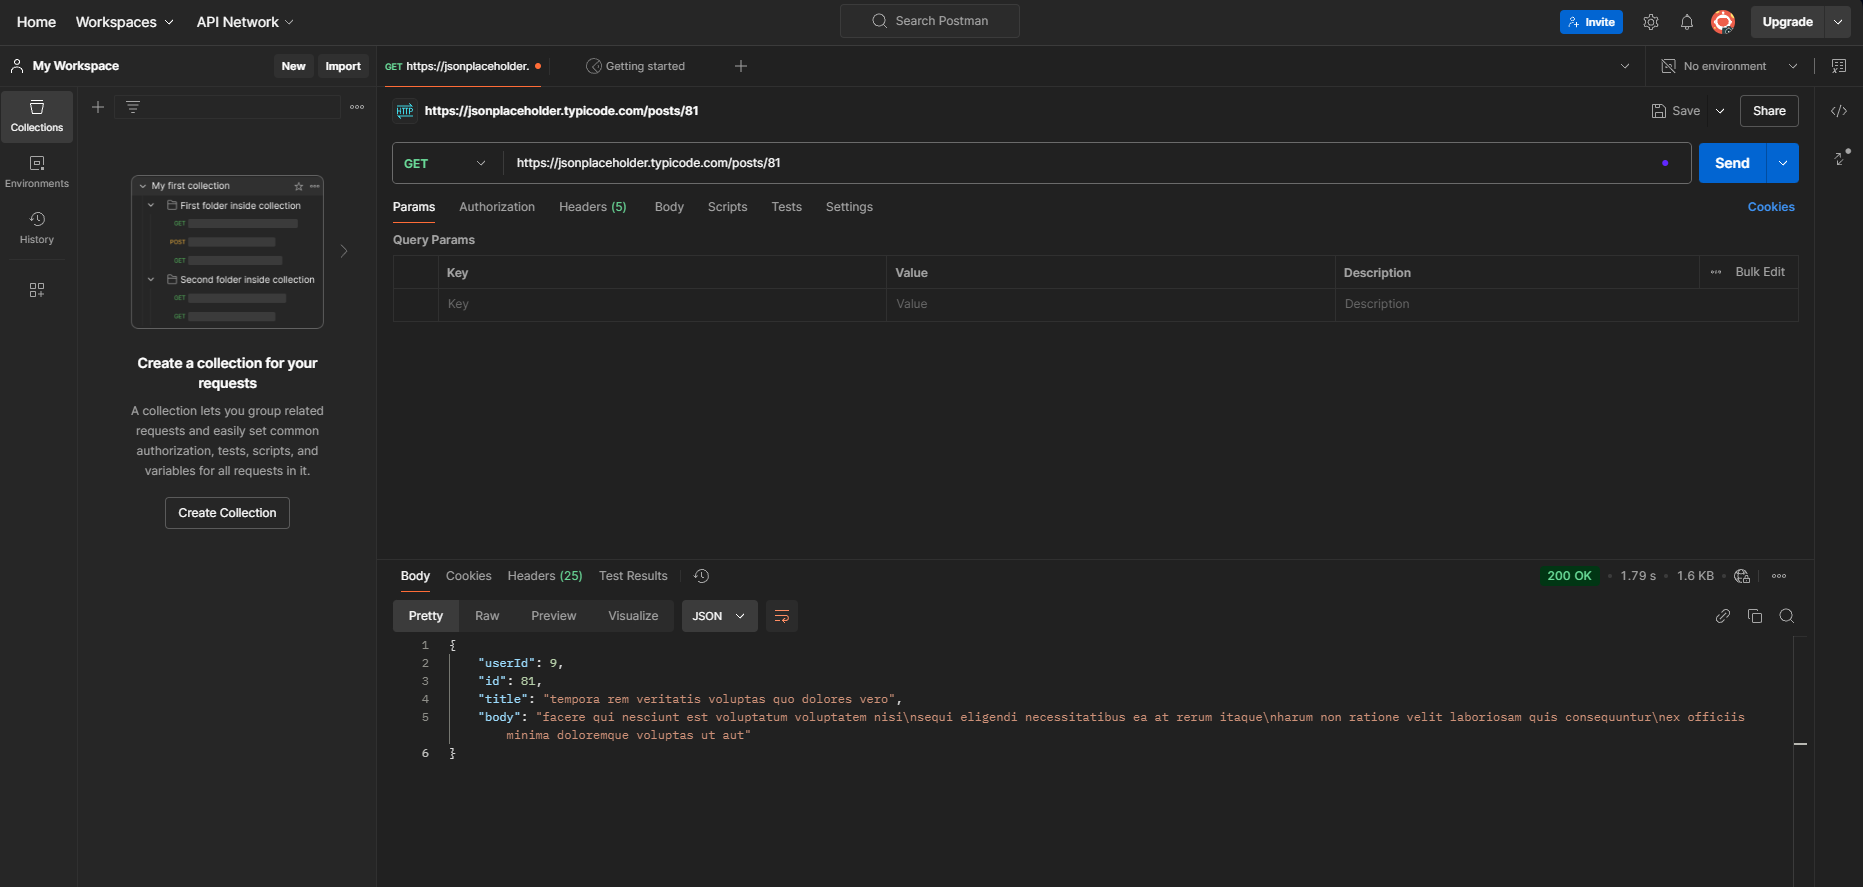 Home Workspaces API Network Search Postman Invite Upgrade
My Workspace New Import GET https://jsonplaceholder. Getting started No environment
Collections
Environments
History
My first collection
First folder inside collection
GET
POST
GET
Second folder inside collection
GET
GET
Create a collection for your
requests
A collection lets you group related
requests and easily set common
authorization, tests, scripts, and
variables for all requests in it.
Create Collection
HTTP https://jsonplaceholder.typicode.com/posts/81 Save Share
GET https://jsonplaceholder.typicode.com/posts/81 Send
Params Authorization Headers (5) Body Scripts Tests Settings Cookies
Query Params
Key Value Description Bulk Edit
Key Value Description
Body Cookies Headers (25) Test Results 200 OK 1.79 s 1.6 KB
Pretty Raw Preview Visualize JSON
1 {
2 "userId": 9,
3 "id": 81,
4 "title": "tempora rem veritatis voluptas quo dolores vero",
5 "body": "facere qui nesciunt est voluptatum voluptatem nisi\nsequi eligendi necessitatibus ea at rerum itaque\nharum non ratione velit laboriosam quis consequuntur\nex officiis
minima doloremque voluptas ut aut"
6 }